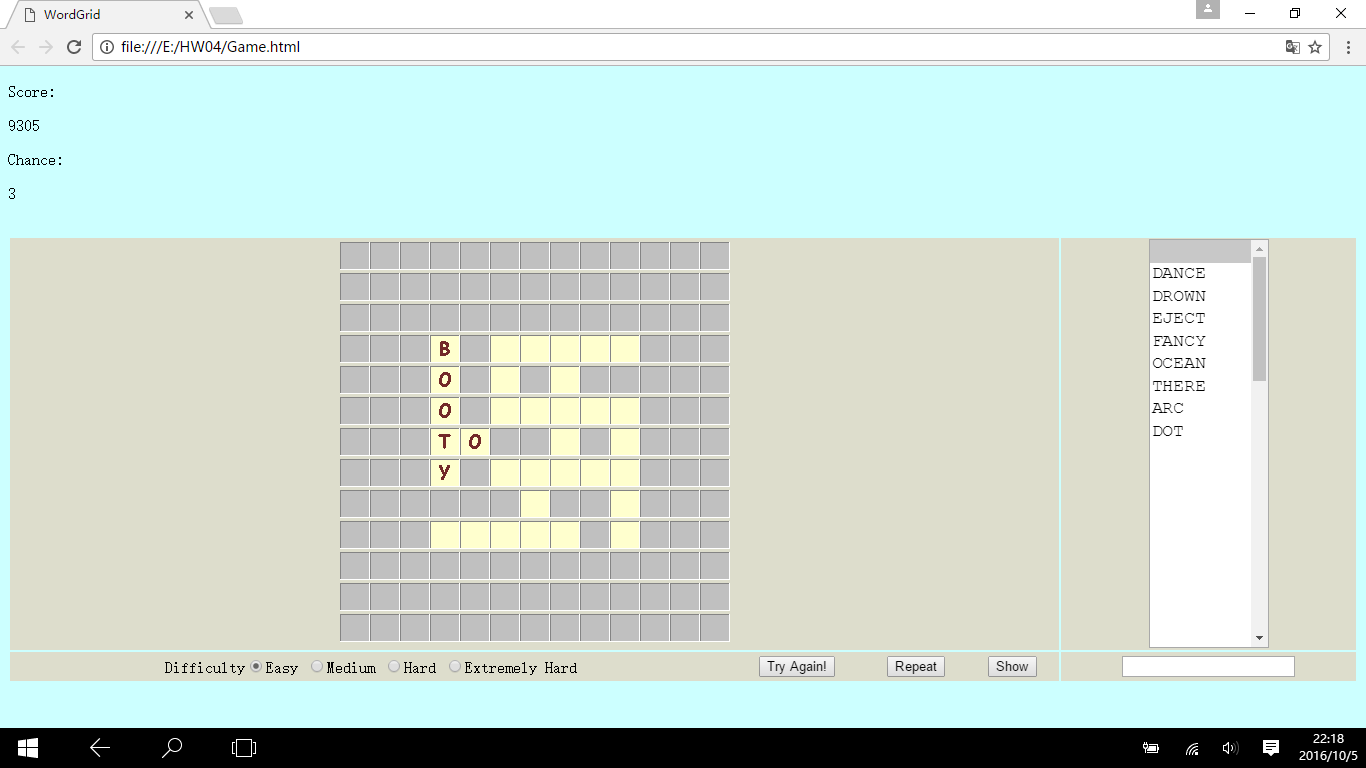 WordGrid
file:///E:/HW04/Game.html
Score:
9305
Chance:
3
B
O
O
T O
Y
DANCE
DROWN
EJECT
FANCY
OCEAN
THERE
ARC
DOT
Difficulty Easy Medium Hard Extremely Hard Try Again! Repeat Show
22:18
2016/10/5